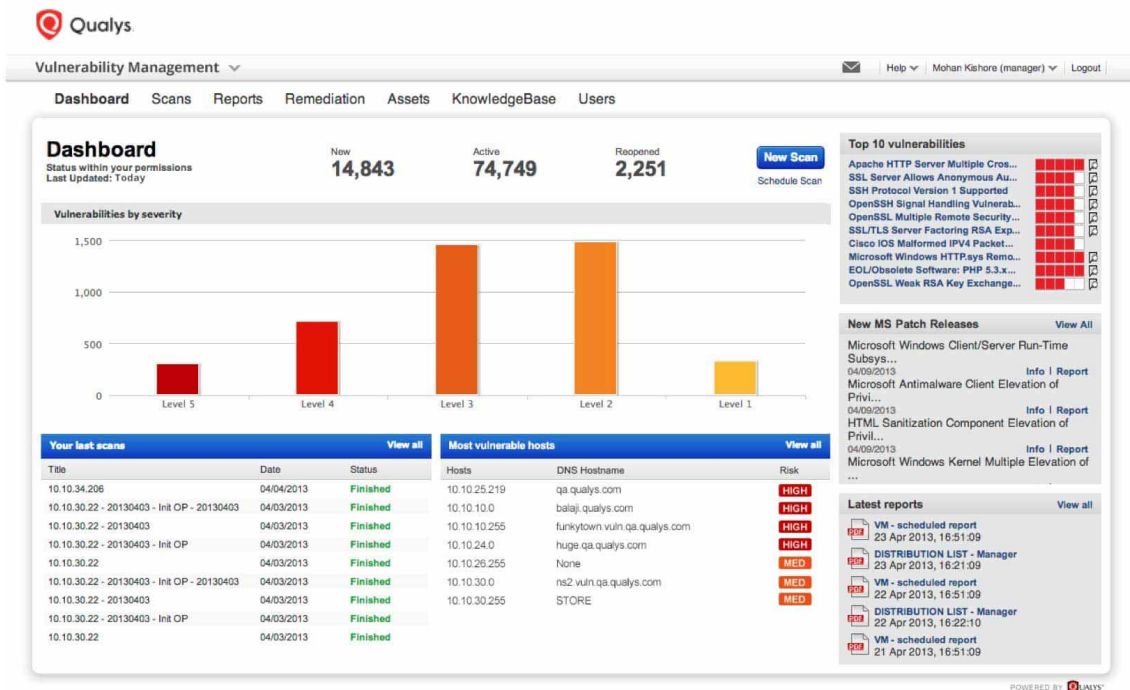 Qualys.
Vulnerability Management
Help
Mohan Kishore (manager)
Logout
Dashboard Scans Reports Remediation Assets KnowledgeBase Users
Dashboard
Status within your permissions
Last Updated: Today
New
14,843
Active
74,749
Reopened
2,251
New Scan
Schedule Scan
Vulnerabilities by severity
1,500
1,000
500
0
Level 5 Level 4 Level 3 Level 2 Level 1
Your last scans View all
Title Date Status
10.10.34.206 04/04/2013 Finished
10.10.30.22 - 20130403 - Init OP - 20130403 04/03/2013 Finished
10.10.30.22 - 20130403 04/03/2013 Finished
10.10.30.22 - 20130403 - Init OP 04/03/2013 Finished
10.10.30.22 04/03/2013 Finished
10.10.30.22 - 20130403 - Init OP - 20130403 04/03/2013 Finished
10.10.30.22 - 20130403 04/03/2013 Finished
10.10.30.22 - 20130403 - Init OP 04/03/2013 Finished
10.10.30.22 04/03/2013 Finished
Most vulnerable hosts View all
Hosts DNS Hostname Risk
10.10.25.219 qa.qualys.com HIGH
10.10.10.0 balaji.qualys.com HIGH
10.10.10.255 funkytown.vuln.qa.qualys.com HIGH
10.10.24.0 huge.qa.qualys.com HIGH
10.10.26.255 None MED
10.10.30.0 ns2.vuln.qa.qualys.com MED
10.10.30.255 STORE MED
Top 10 vulnerabilities
Apache HTTP Server Multiple Cros...
SSL Server Allows Anonymous Au...
SSH Protocol Version 1 Supported
OpenSSH Signal Handling Vulnerab...
OpenSSL Multiple Remote Security...
SSL/TLS Server Factoring RSA Exp...
Cisco IOS Malformed IPV4 Packet...
Microsoft Windows HTTP.sys Remo...
EOL/Obsolete Software: PHP 5.3.x...
OpenSSL Weak RSA Key Exchange...
New MS Patch Releases View All
Microsoft Windows Client/Server Run-Time
Subsys...
04/09/2013 Info | Report
Microsoft Antimalware Client Elevation of
Privi...
04/09/2013 Info | Report
HTML Sanitization Component Elevation of
Privil...
04/09/2013 Info | Report
Microsoft Windows Kernel Multiple Elevation of
...
Latest reports View all
PDF VM - scheduled report
23 Apr 2013, 16:51:09
PDF DISTRIBUTION LIST - Manager
23 Apr 2013, 16:21:09
PDF VM - scheduled report
22 Apr 2013, 16:51:09
PDF DISTRIBUTION LIST - Manager
22 Apr 2013, 16:22:10
PDF VM - scheduled report
21 Apr 2013, 16:51:09
POWERED BY QUALYS